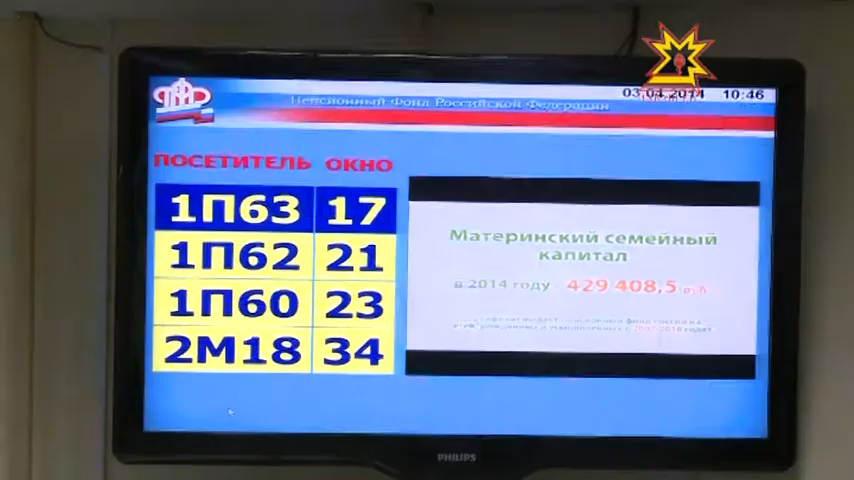 ПФР
Пенсионный Фонд Российской Федерации
03.04.2014 10:46
ПОСЕТИТЕЛЬ ОКНО
1П63 17
1П62 21
1П60 23
2М18 34
Материнский семейный
капитал
в 2014 году 429 408,5 руб.
PHILIPS